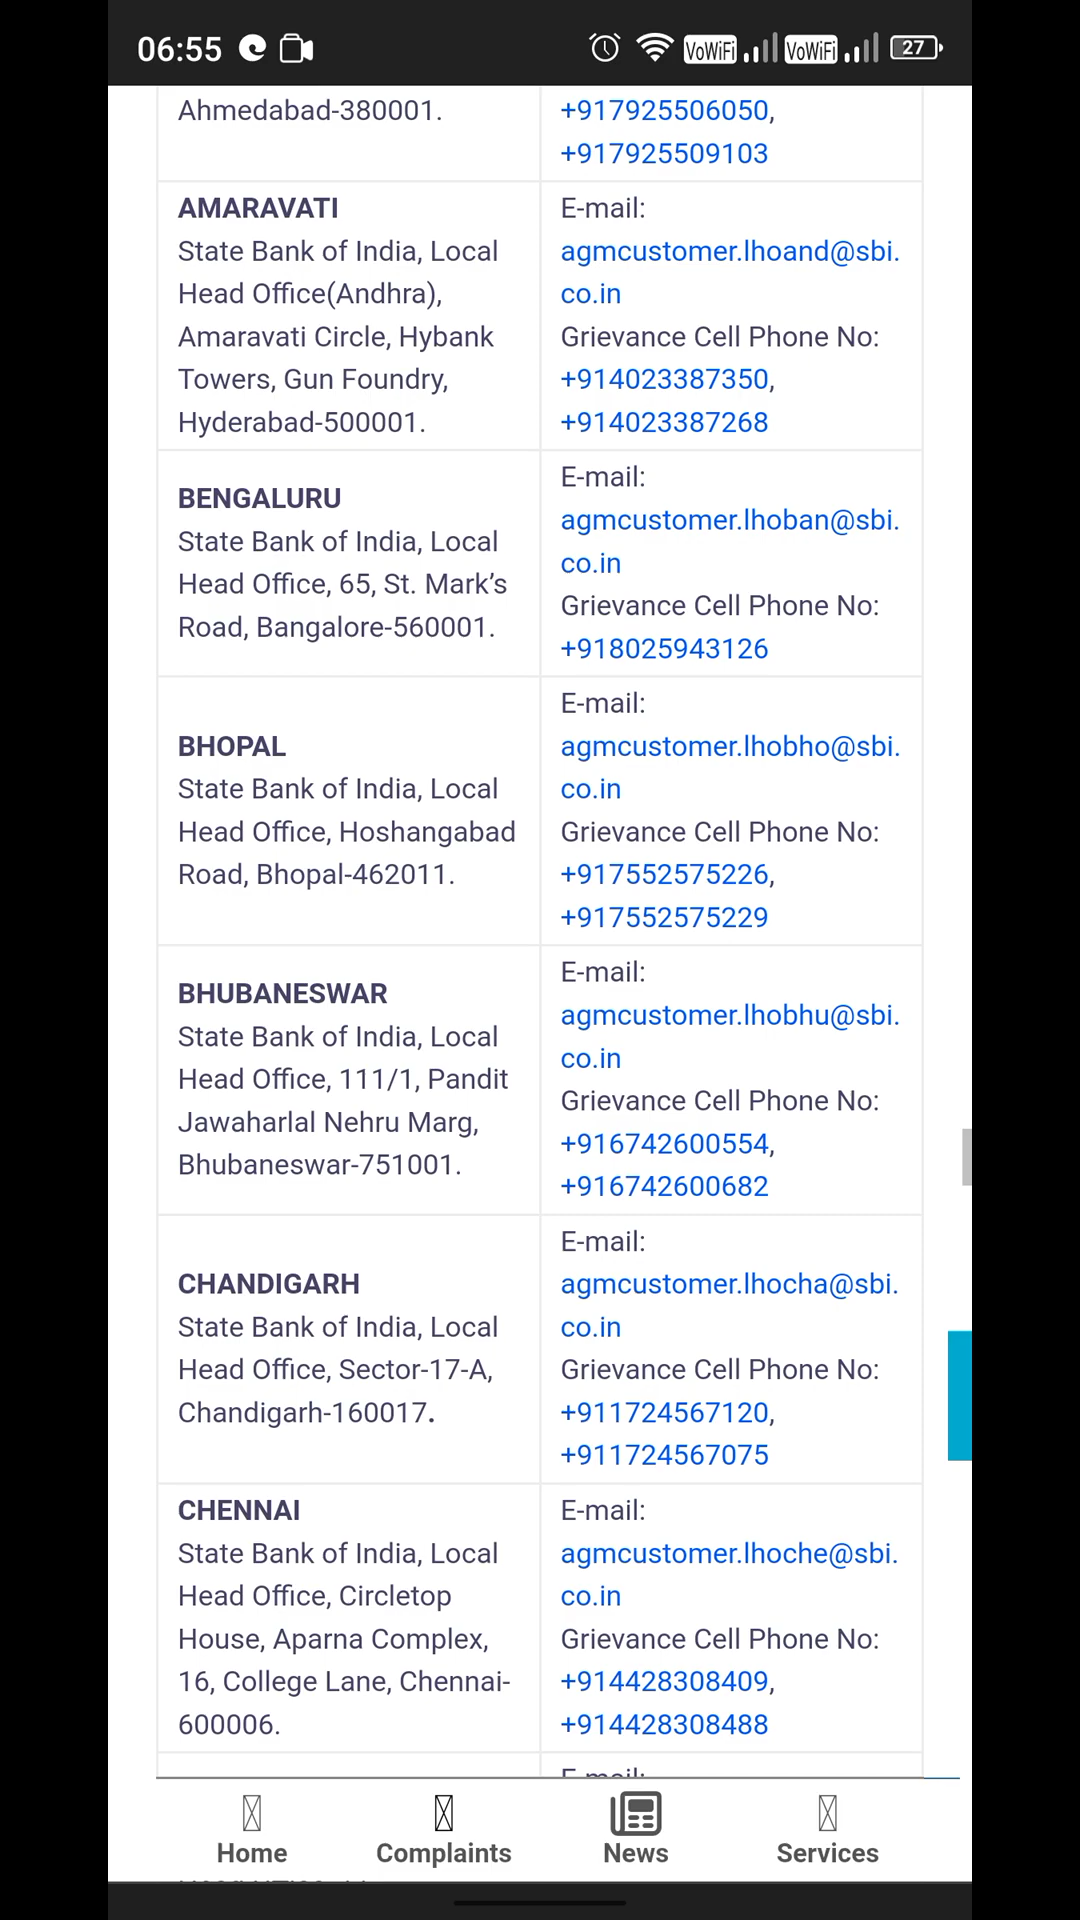 06:55
VoWiFi VoWiFi 27
Ahmedabad-380001.
+917925506050,
+917925509103
AMARAVATI
State Bank of India, Local
Head Office(Andhra),
Amaravati Circle, Hybank
Towers, Gun Foundry,
Hyderabad-500001.
E-mail:
agmcustomer.lhoand@sbi.
co.in
Grievance Cell Phone No:
+914023387350,
+914023387268
BENGALURU
State Bank of India, Local
Head Office, 65, St. Mark’s
Road, Bangalore-560001.
E-mail:
agmcustomer.lhoban@sbi.
co.in
Grievance Cell Phone No:
+918025943126
BHOPAL
State Bank of India, Local
Head Office, Hoshangabad
Road, Bhopal-462011.
E-mail:
agmcustomer.lhobho@sbi.
co.in
Grievance Cell Phone No:
+917552575226,
+917552575229
BHUBANESWAR
State Bank of India, Local
Head Office, 111/1, Pandit
Jawaharlal Nehru Marg,
Bhubaneswar-751001.
E-mail:
agmcustomer.lhobhu@sbi.
co.in
Grievance Cell Phone No:
+916742600554,
+916742600682
CHANDIGARH
State Bank of India, Local
Head Office, Sector-17-A,
Chandigarh-160017.
E-mail:
agmcustomer.lhocha@sbi.
co.in
Grievance Cell Phone No:
+911724567120,
+911724567075
CHENNAI
State Bank of India, Local
Head Office, Circletop
House, Aparna Complex,
16, College Lane, Chennai-
600006.
E-mail:
agmcustomer.lhoche@sbi.
co.in
Grievance Cell Phone No:
+914428308409,
+914428308488
E-mail:
Home Complaints News Services